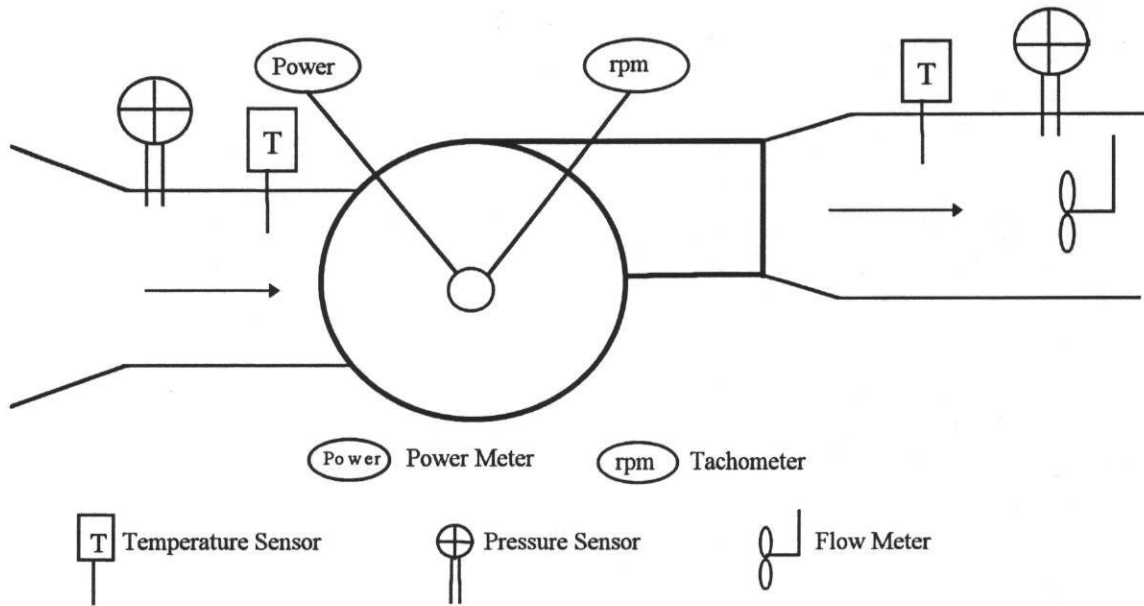 Power
rpm
T
T
Power Power Meter
rpm Tachometer
T Temperature Sensor
Pressure Sensor
Flow Meter